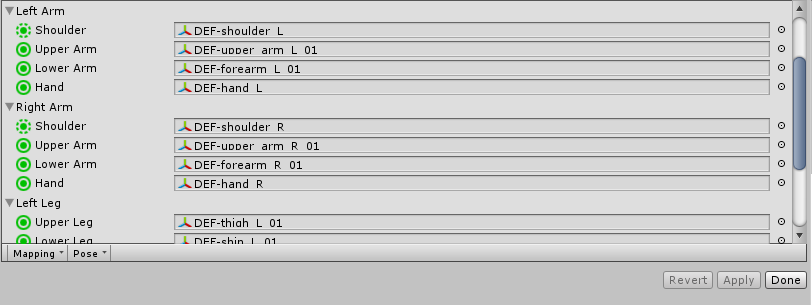 Left Arm
Shoulder DEF-shoulder_L
Upper Arm DEF-upper_arm_L_01
Lower Arm DEF-forearm_L_01
Hand DEF-hand_L
Right Arm
Shoulder DEF-shoulder_R
Upper Arm DEF-upper_arm_R_01
Lower Arm DEF-forearm_R_01
Hand DEF-hand_R
Left Leg
Upper Leg DEF-thigh_L_01
Lower Leg DEF-shin_L_01
Mapping Pose
Revert Apply Done